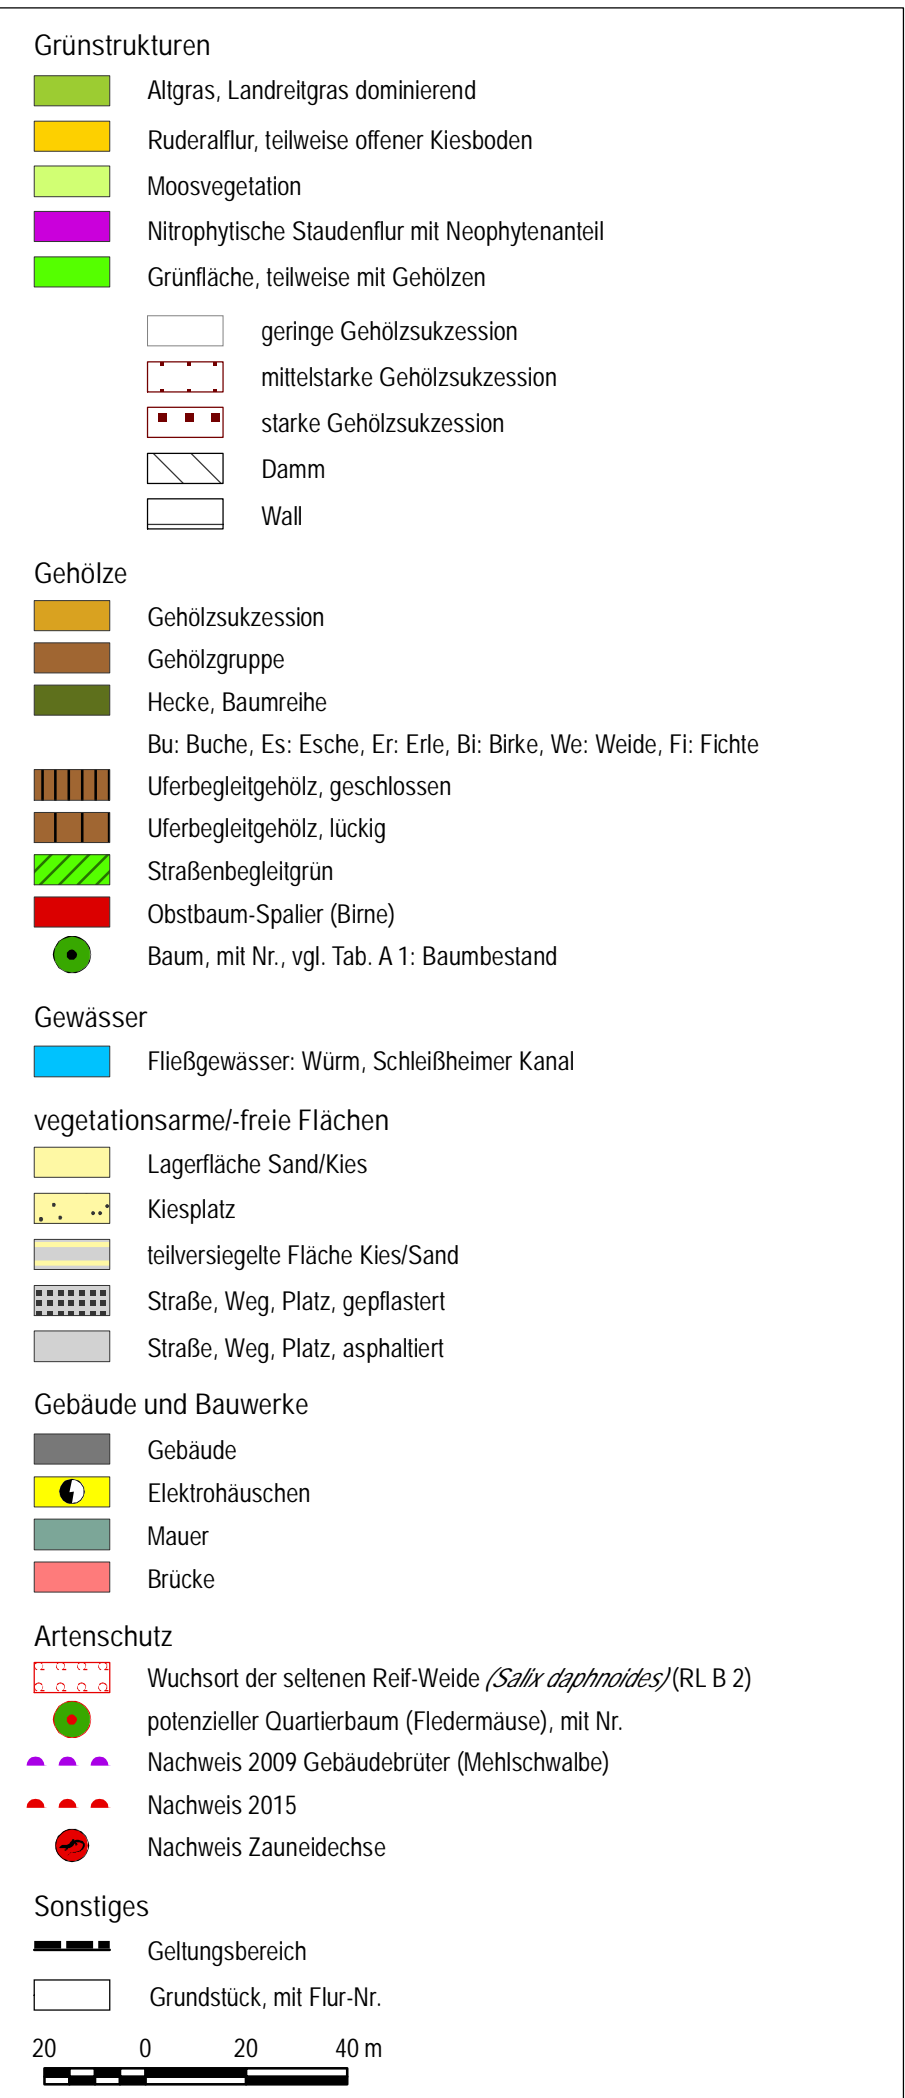 Grünstrukturen
Altgras, Landreitgras dominierend
Ruderalflur, teilweise offener Kiesboden
Moosvegetation
Nitrophytische Staudenflur mit Neophytenanteil
Grünfläche, teilweise mit Gehölzen
geringe Gehölzsukzession
mittelstarke Gehölzsukzession
starke Gehölzsukzession
Damm
Wall
Gehölze
Gehölzsukzession
Gehölzgruppe
Hecke, Baumreihe
Bu: Buche, Es: Esche, Er: Erle, Bi: Birke, We: Weide, Fi: Fichte
Uferbegleitgehölz, geschlossen
Uferbegleitgehölz, lückig
Straßenbegleitgrün
Obstbaum-Spalier (Birne)
Baum, mit Nr., vgl. Tab. A 1: Baumbestand
Gewässer
Fließgewässer: Würm, Schleißheimer Kanal
vegetationsarme/-freie Flächen
Lagerfläche Sand/Kies
Kiesplatz
teilversiegelte Fläche Kies/Sand
Straße, Weg, Platz, gepflastert
Straße, Weg, Platz, asphaltiert
Gebäude und Bauwerke
Gebäude
Elektrohäuschen
Mauer
Brücke
Artenschutz
Wuchsort der seltenen Reif-Weide (Salix daphnoides) (RL B 2)
potenzieller Quartierbaum (Fledermäuse), mit Nr.
Nachweis 2009 Gebäudebrüter (Mehlschwalbe)
Nachweis 2015
Nachweis Zauneidechse
Sonstiges
Geltungsbereich
Grundstück, mit Flur-Nr.
20 0 20 40 m